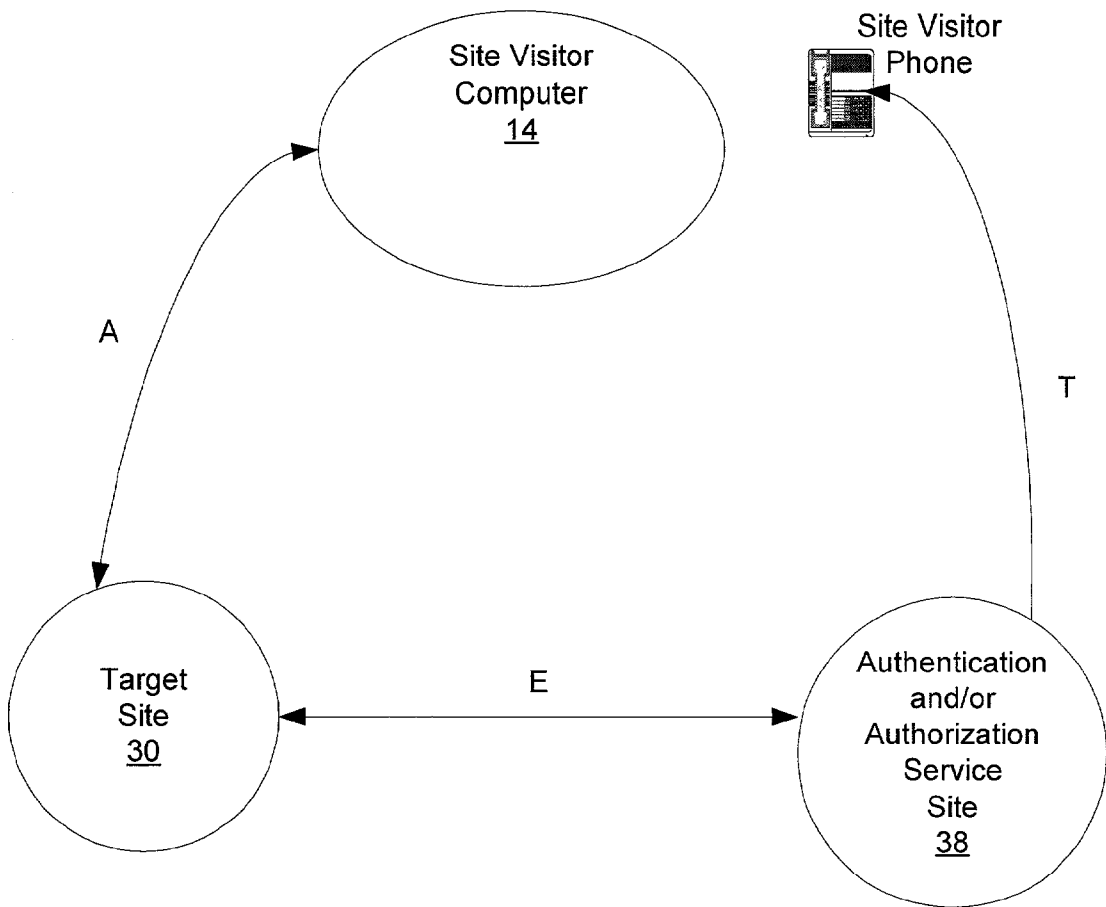 Site Visitor
Computer
14
Site Visitor
Phone
A
T
Target
Site
30
E
Authentication
and/or
Authorization
Service
Site
38